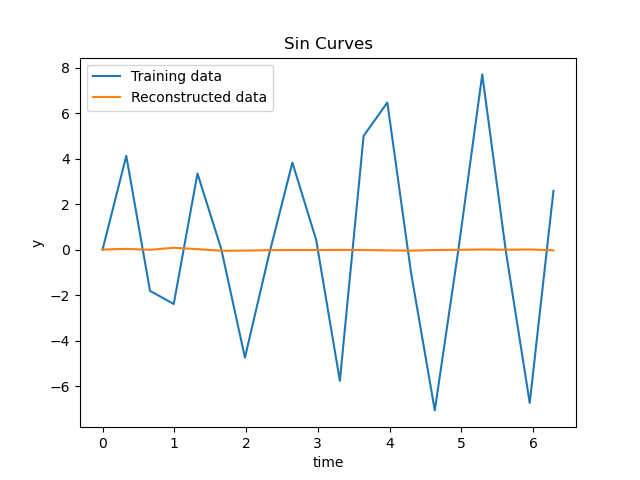 Sin Curves
Training data
Reconstructed data
8
6
4
2
0
−2
−4
−6
y
0 1 2 3 4 5 6
time